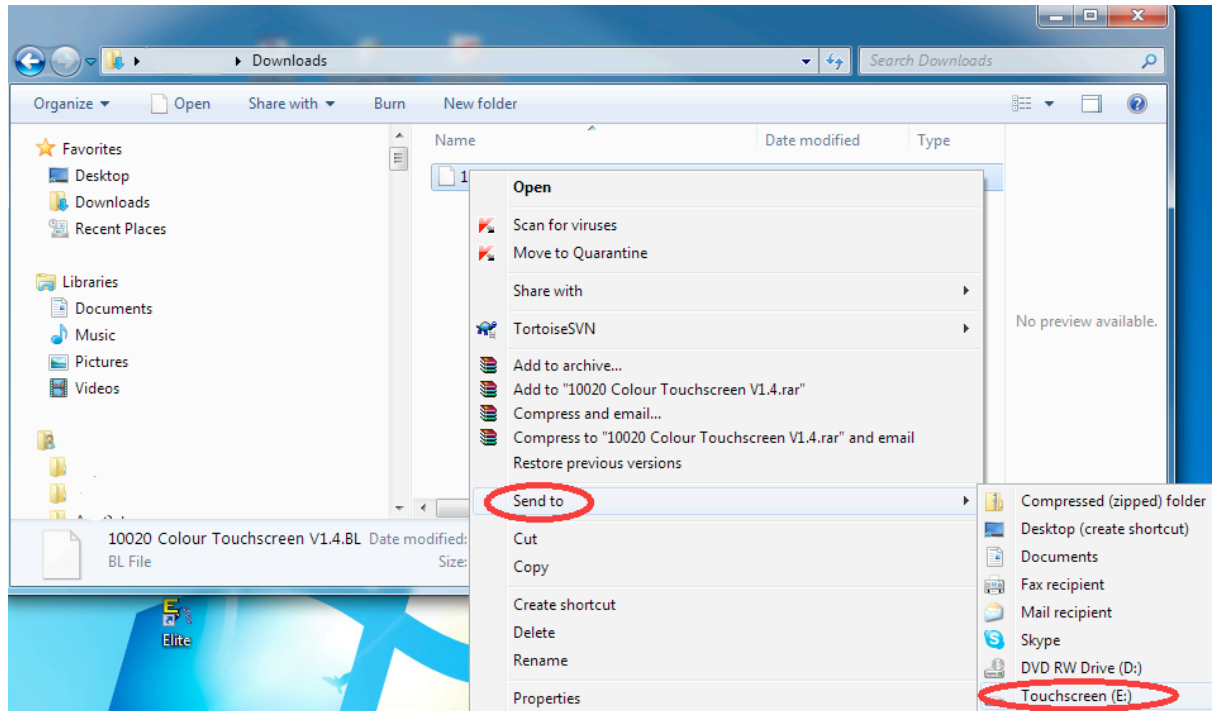 Downloads
Search Downloads
Organize Open Share with Burn New folder
Favorites
Desktop
Downloads
Recent Places
Libraries
Documents
Music
Pictures
Videos
Name Date modified Type
1
No preview available.
Open
Scan for viruses
Move to Quarantine
Share with
TortoiseSVN
Add to archive...
Add to "10020 Colour Touchscreen V1.4.rar"
Compress and email...
Compress to "10020 Colour Touchscreen V1.4.rar" and email
Restore previous versions
Send to
Cut
Copy
Create shortcut
Delete
Rename
Properties
Compressed (zipped) folder
Desktop (create shortcut)
Documents
Fax recipient
Mail recipient
Skype
DVD RW Drive (D:)
Touchscreen (E:)
10020 Colour Touchscreen V1.4.BL Date modified:
BL File Size:
Elite